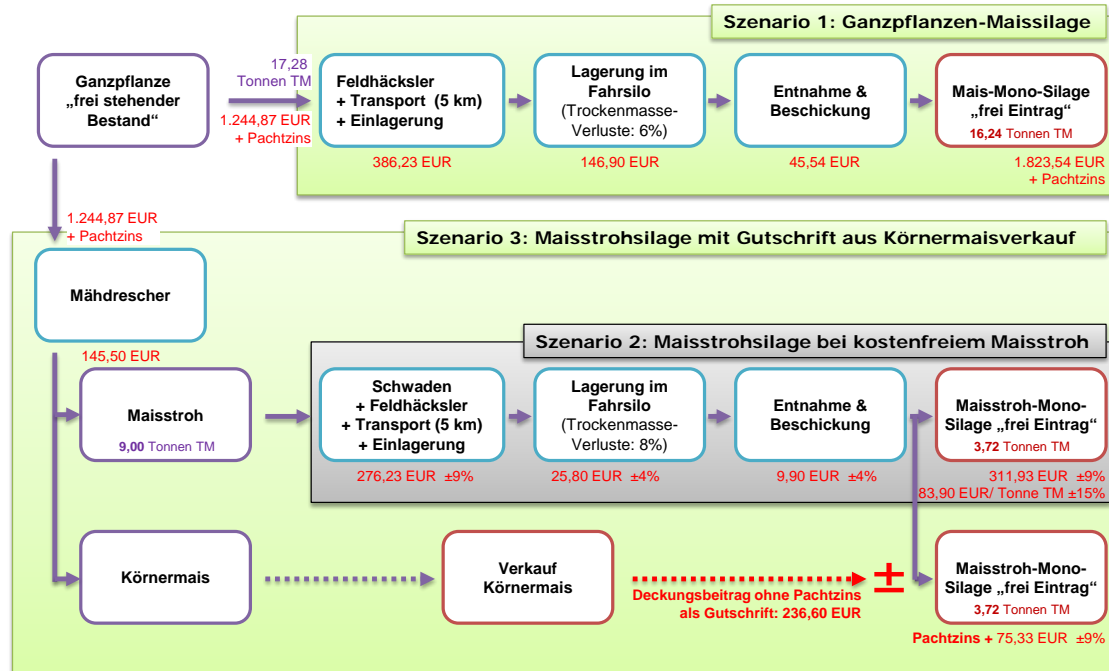 Szenario 1: Ganzpflanzen-Maissilage
Ganzpflanze
„frei stehender
Bestand“
17,28
Tonnen TM
1.244,87 EUR
+ Pachtzins
Feldhäcksler
+ Transport (5 km)
+ Einlagerung
386,23 EUR
Lagerung im
Fahrsilo
(Trockenmasse-
Verluste: 6%)
146,90 EUR
Entnahme &
Beschickung
45,54 EUR
Mais-Mono-Silage
„frei Eintrag“
16,24 Tonnen TM
1.823,54 EUR
+ Pachtzins
1.244,87 EUR
+ Pachtzins
Szenario 3: Maisstrohsilage mit Gutschrift aus Körnermaisverkauf
Mähdrescher
145,50 EUR
Szenario 2: Maisstrohsilage bei kostenfreiem Maisstroh
Maisstroh
9,00 Tonnen TM
Schwaden
+ Feldhäcksler
+ Transport (5 km)
+ Einlagerung
276,23 EUR ±9%
Lagerung im
Fahrsilo
(Trockenmasse-
Verluste: 8%)
25,80 EUR ±4%
Entnahme &
Beschickung
9,90 EUR ±4%
Maisstroh-Mono-
Silage „frei Eintrag“
3,72 Tonnen TM
311,93 EUR ±9%
83,90 EUR/ Tonne TM ±15%
Körnermais
Verkauf
Körnermais
Deckungsbeitrag ohne Pachtzins
als Gutschrift: 236,60 EUR
±
Maisstroh-Mono-
Silage „frei Eintrag“
3,72 Tonnen TM
Pachtzins + 75,33 EUR ±9%